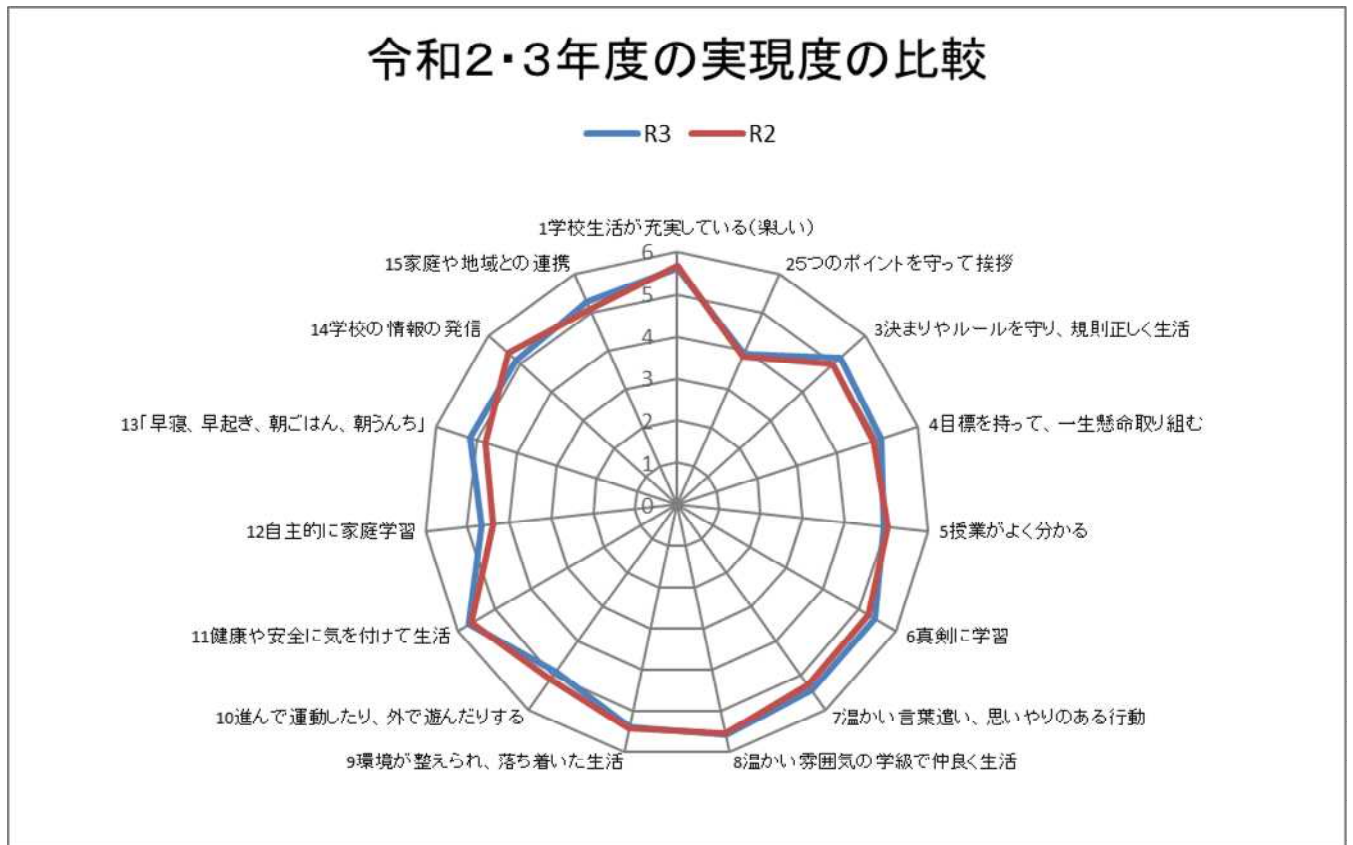 令和2・3年度の実現度の比較
R3 R2
1学校生活が充実している(楽しい)
25つのポイントを守って挨拶
3決まりやルールを守り、規則正しく生活
4目標を持って、一生懸命取り組む
5授業がよく分かる
6真剣に学習
7温かい言葉遣い、思いやりのある行動
8温かい雰囲気の学級で仲良く生活
9環境が整えられ、落ち着いた生活
10進んで運動したり、外で遊んだりする
11健康や安全に気を付けて生活
12自主的に家庭学習
13「早寝、早起き、朝ごはん、朝うんち」
14学校の情報の発信
15家庭や地域との連携
6
5
4
3
2
1
0